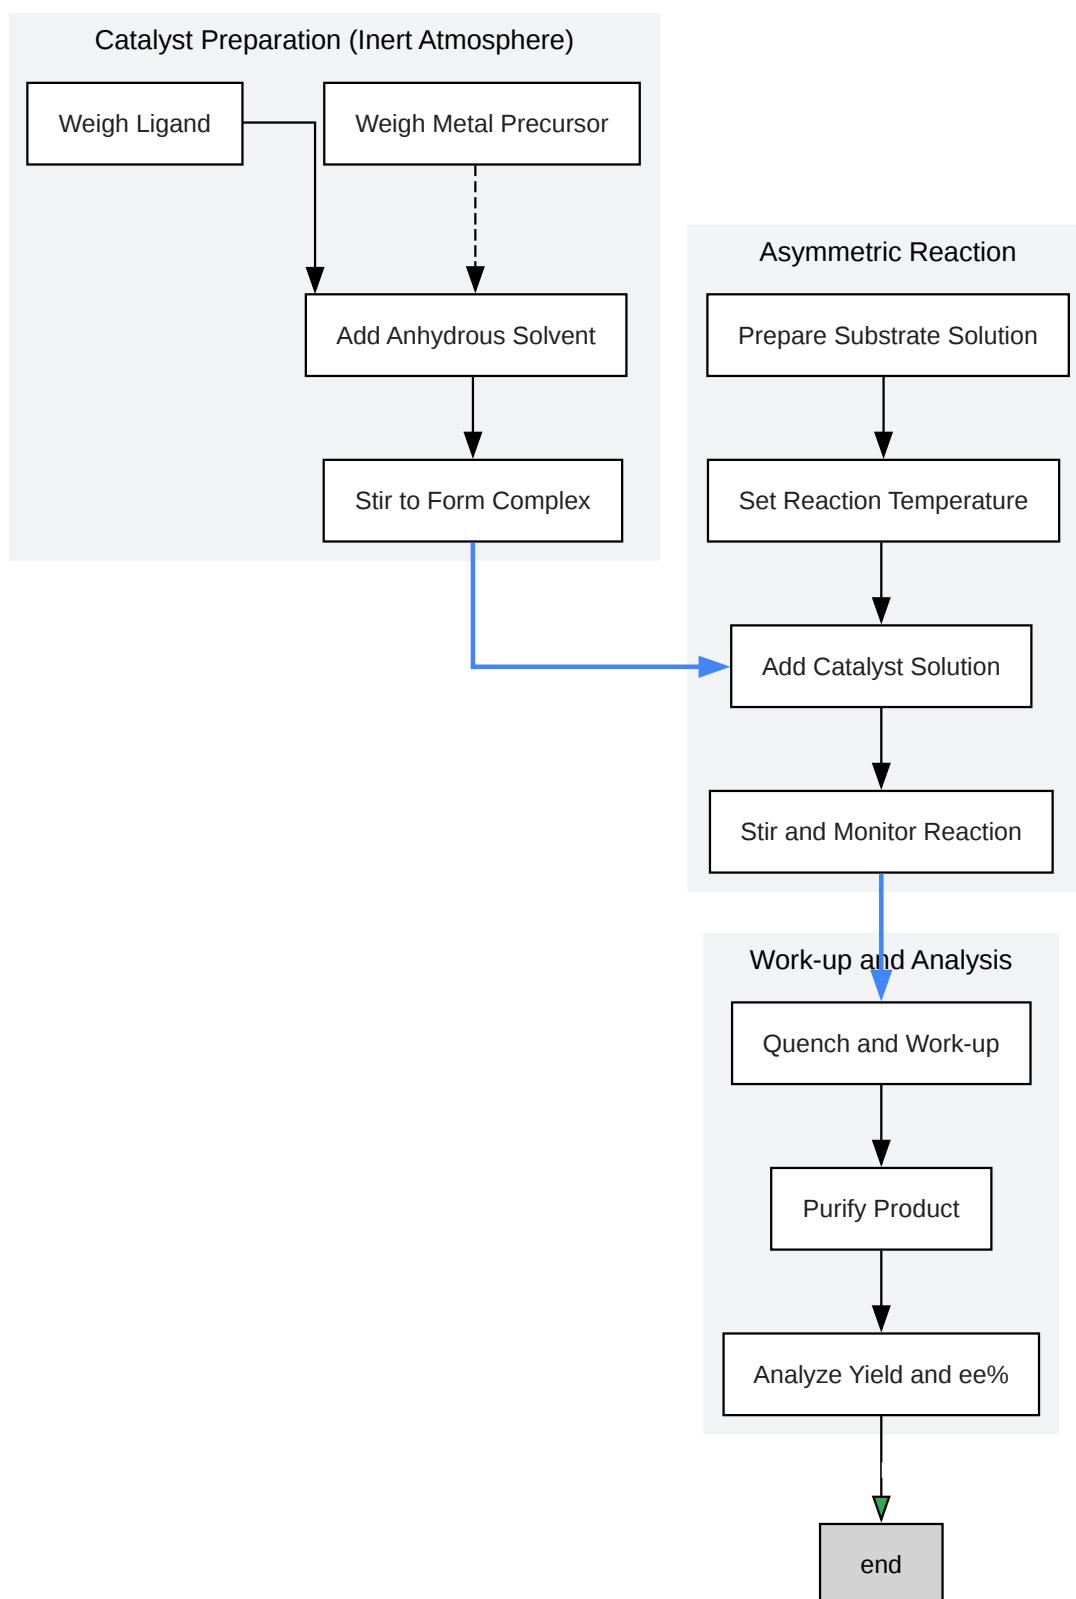 Catalyst Preparation (Inert Atmosphere)
Weigh Ligand
Weigh Metal Precursor
Add Anhydrous Solvent
Stir to Form Complex
Asymmetric Reaction
Prepare Substrate Solution
Set Reaction Temperature
Add Catalyst Solution
Stir and Monitor Reaction
Work-up and Analysis
Quench and Work-up
Purify Product
Analyze Yield and ee%
end